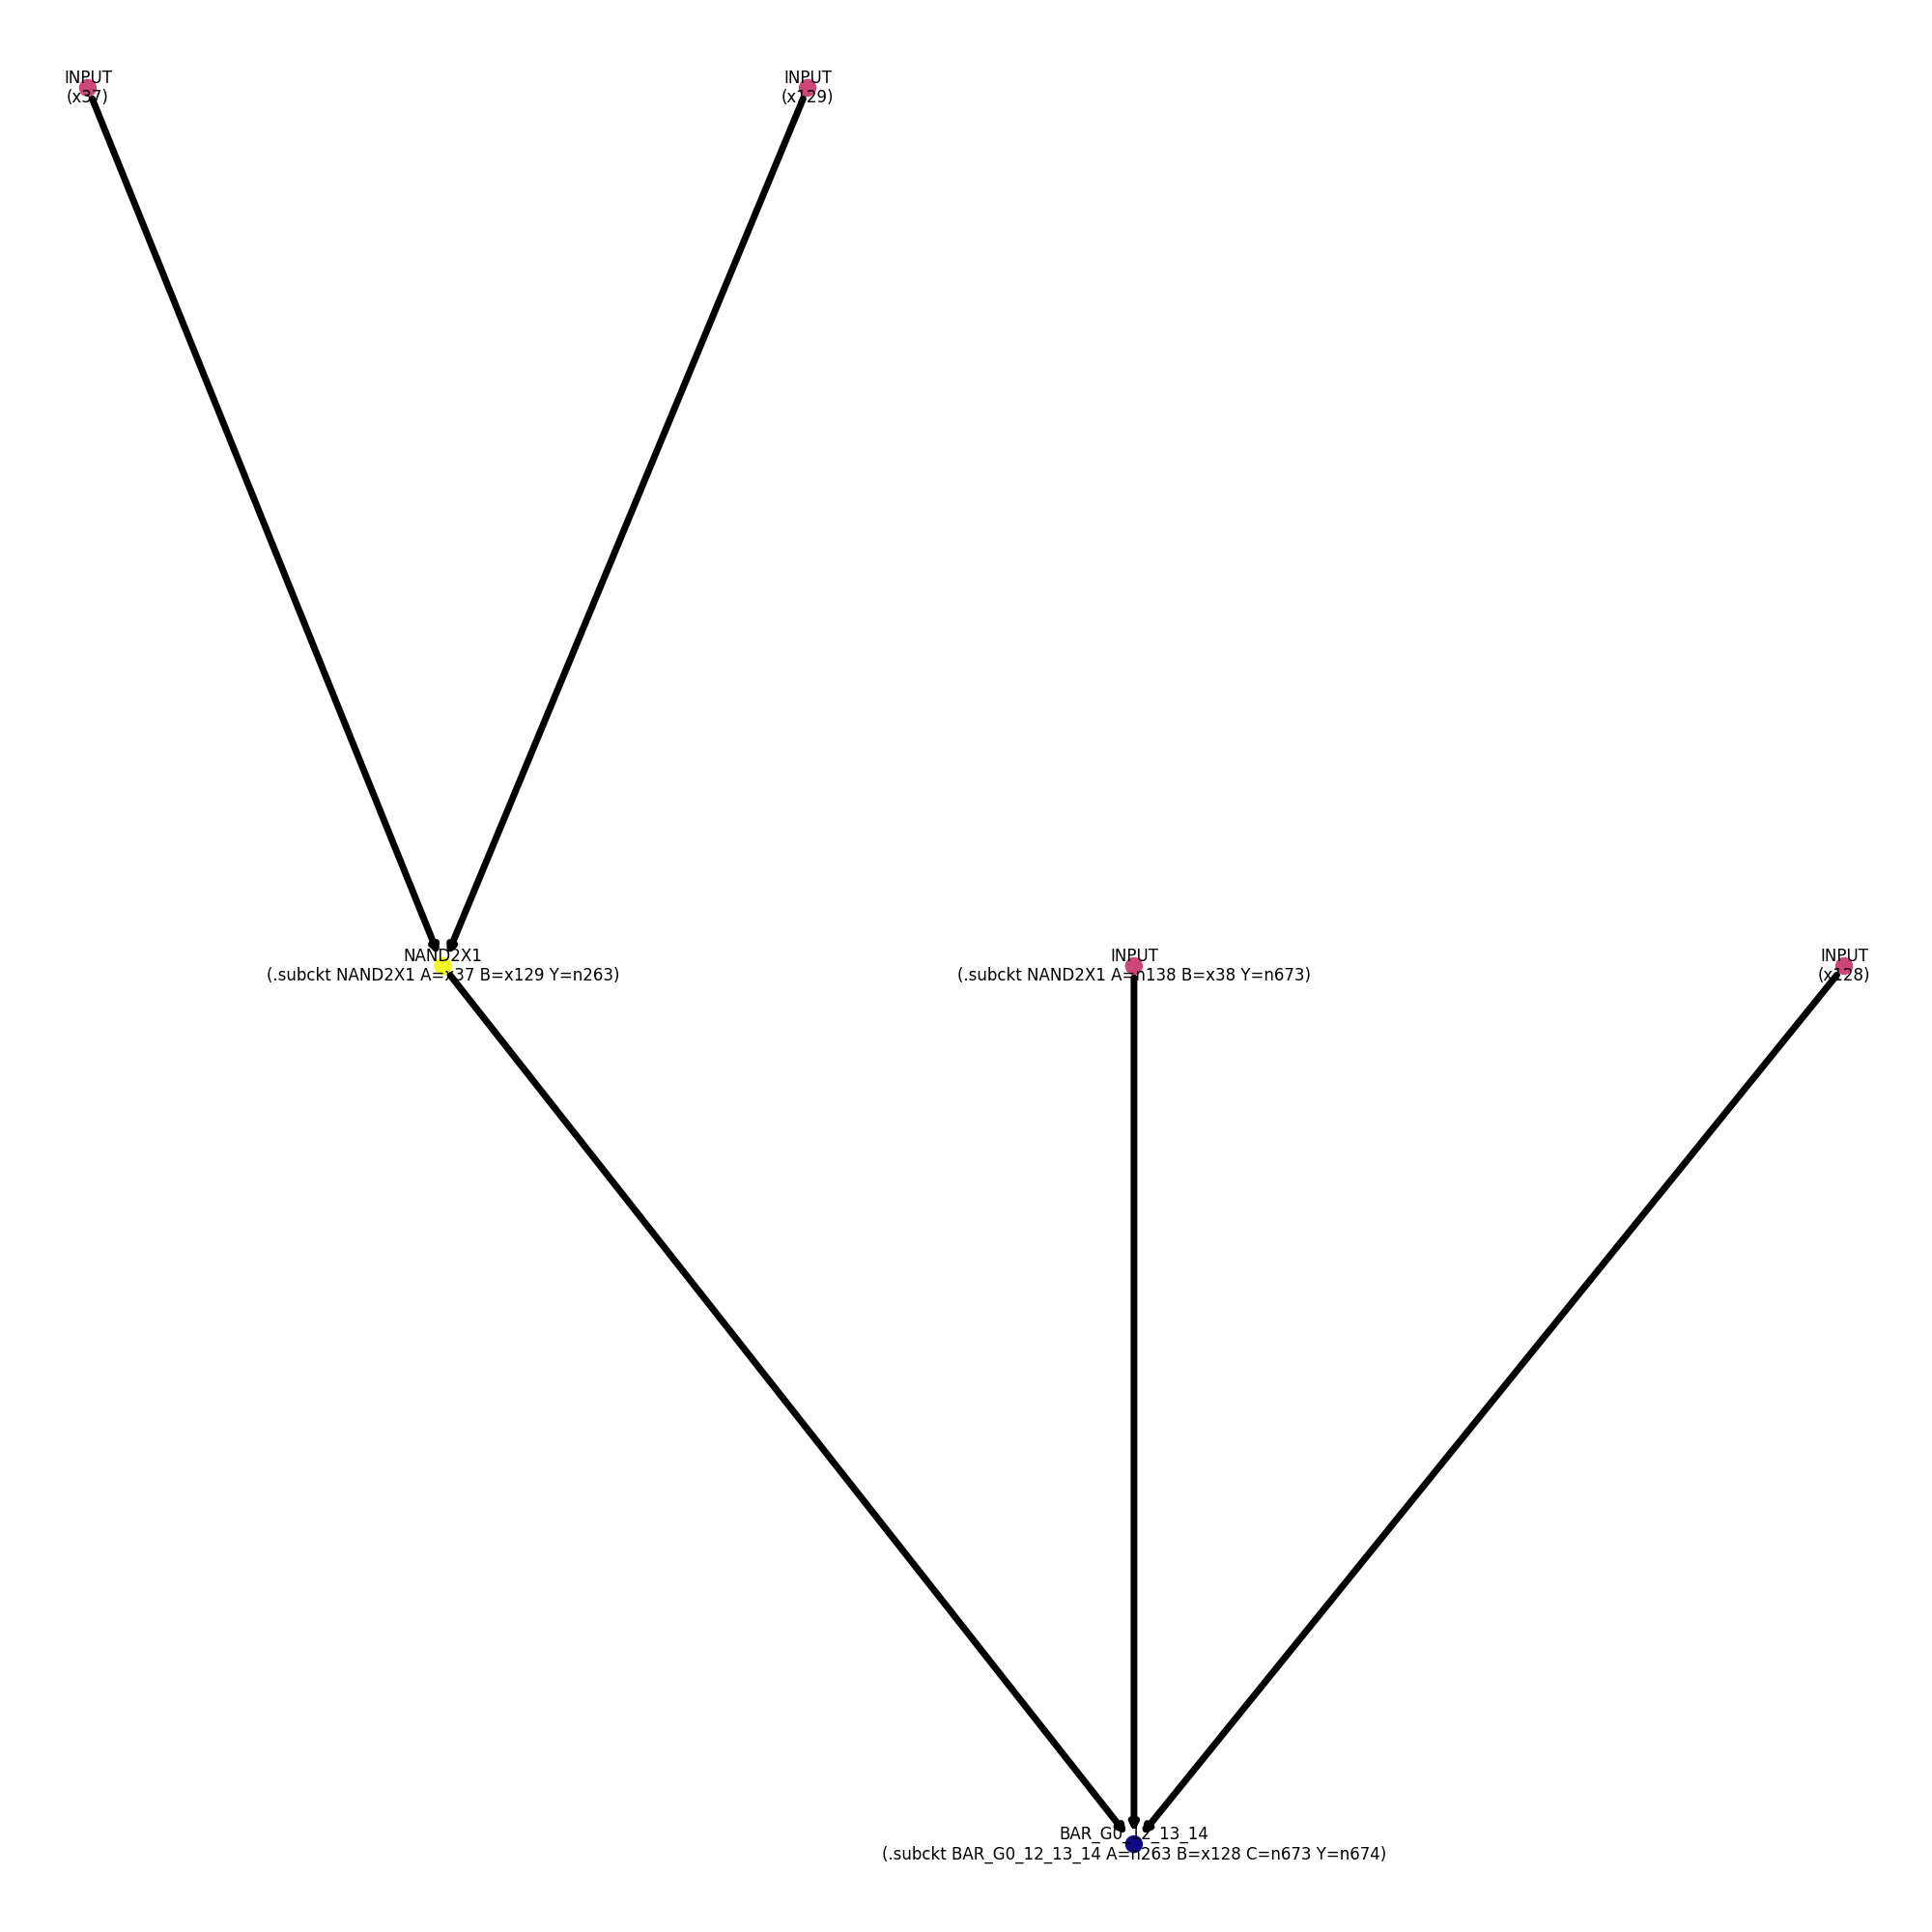 INPUT
(x37)
INPUT
(x129)
NAND2X1
(.subckt NAND2X1 A=x37 B=x129 Y=n263)
INPUT
(.subckt NAND2X1 A=n138 B=x38 Y=n673)
INPUT
(x128)
BAR_G0_12_13_14
(.subckt BAR_G0_12_13_14 A=n263 B=x128 C=n673 Y=n674)